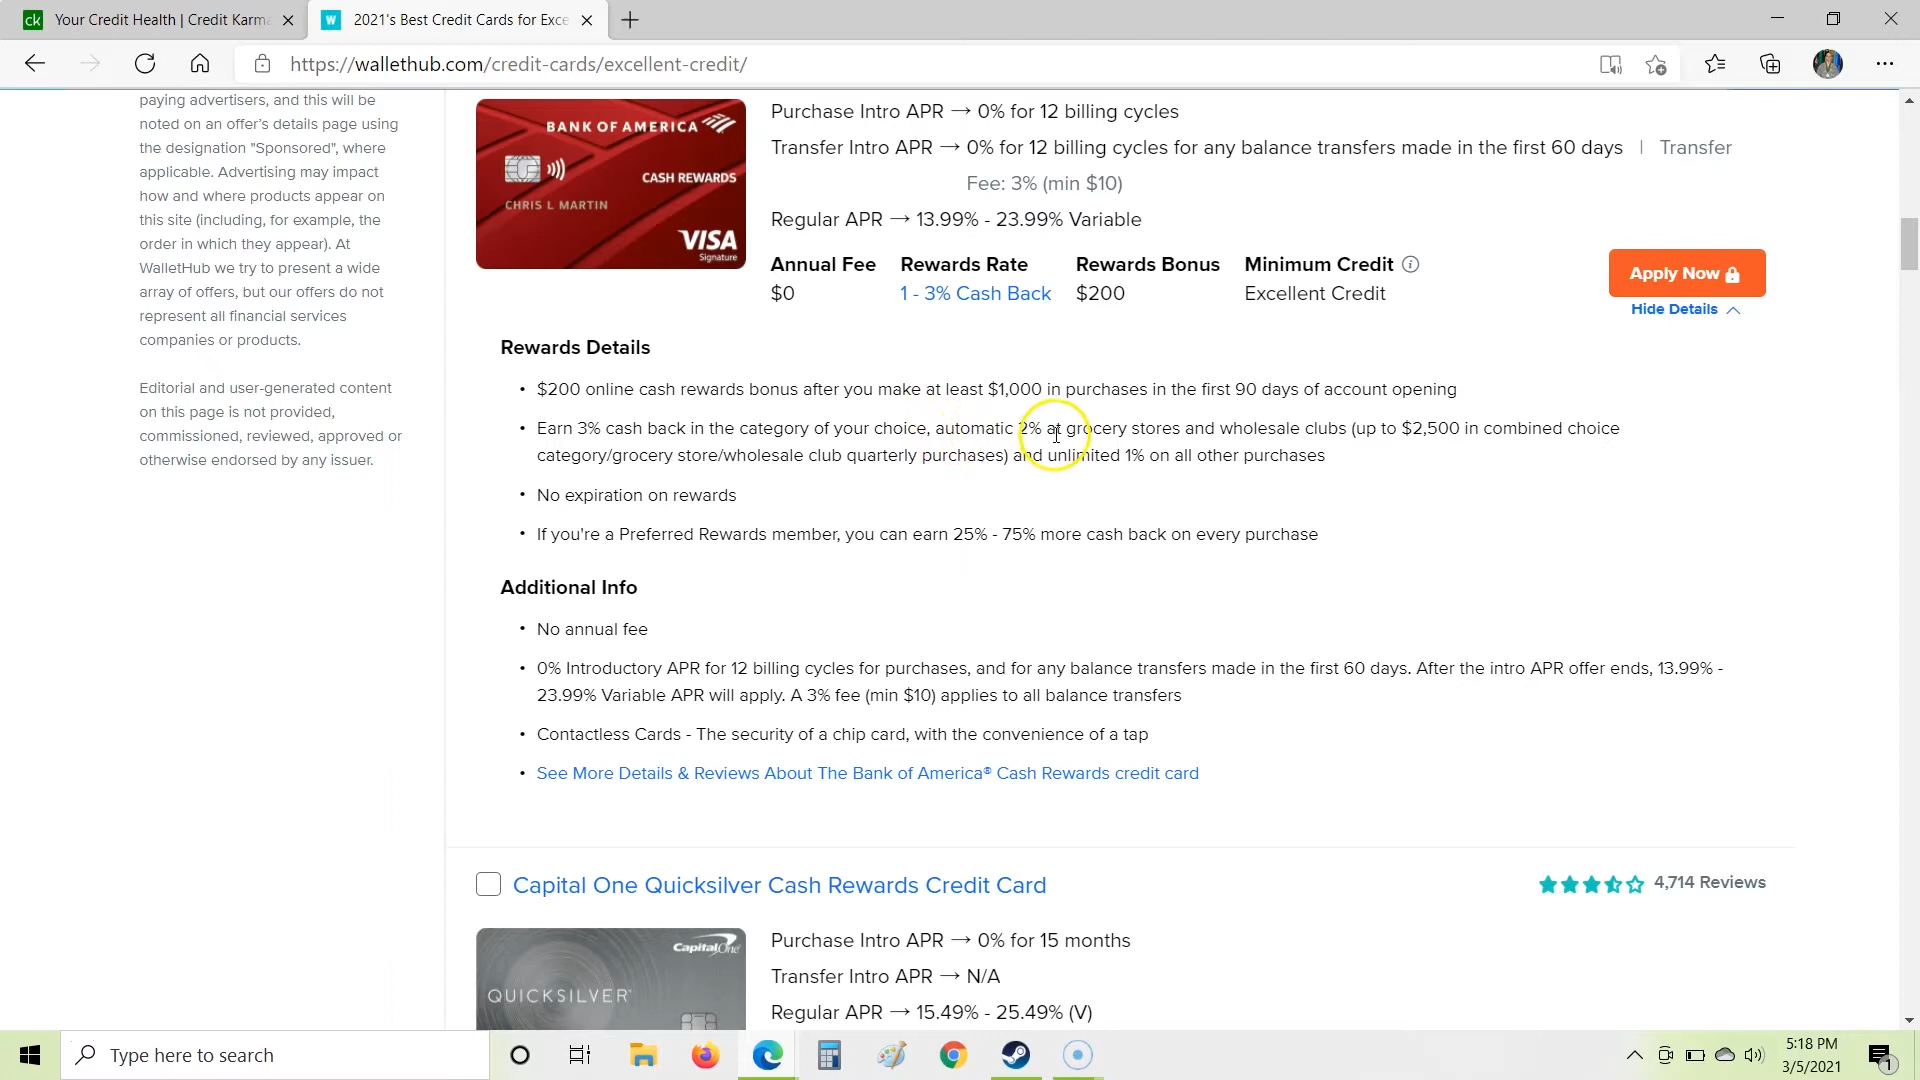 ck Your Credit Health | Credit Karma
W 2021's Best Credit Cards for Exce
https://wallethub.com/credit-cards/excellent-credit/
paying advertisers, and this will be
noted on an offer's details page using
the designation "Sponsored", where
applicable. Advertising may impact
how and where products appear on
this site (including, for example, the
order in which they appear). At
WalletHub we try to present a wide
array of offers, but our offers do not
represent all financial services
companies or products.
Editorial and user-generated content
on this page is not provided,
commissioned, reviewed, approved or
otherwise endorsed by any issuer.
BANK OF AMERICA
CASH REWARDS
CHRIS L MARTIN
VISA
Signature
Purchase Intro APR → 0% for 12 billing cycles
Transfer Intro APR → 0% for 12 billing cycles for any balance transfers made in the first 60 days | Transfer
Fee: 3% (min $10)
Regular APR → 13.99% - 23.99% Variable
Annual Fee Rewards Rate Rewards Bonus Minimum Credit
$0 1 - 3% Cash Back $200 Excellent Credit
Apply Now
Hide Details
Rewards Details
• $200 online cash rewards bonus after you make at least $1,000 in purchases in the first 90 days of account opening
• Earn 3% cash back in the category of your choice, automatic 2% at grocery stores and wholesale clubs (up to $2,500 in combined choice
category/grocery store/wholesale club quarterly purchases) and unlimited 1% on all other purchases
• No expiration on rewards
• If you're a Preferred Rewards member, you can earn 25% - 75% more cash back on every purchase
Additional Info
• No annual fee
• 0% Introductory APR for 12 billing cycles for purchases, and for any balance transfers made in the first 60 days. After the intro APR offer ends, 13.99% -
23.99% Variable APR will apply. A 3% fee (min $10) applies to all balance transfers
• Contactless Cards - The security of a chip card, with the convenience of a tap
• See More Details & Reviews About The Bank of America® Cash Rewards credit card
Capital One Quicksilver Cash Rewards Credit Card
4,714 Reviews
Capital One
QUICKSILVER
Purchase Intro APR → 0% for 15 months
Transfer Intro APR → N/A
Regular APR → 15.49% - 25.49% (V)
Type here to search
5:18 PM
3/5/2021
1